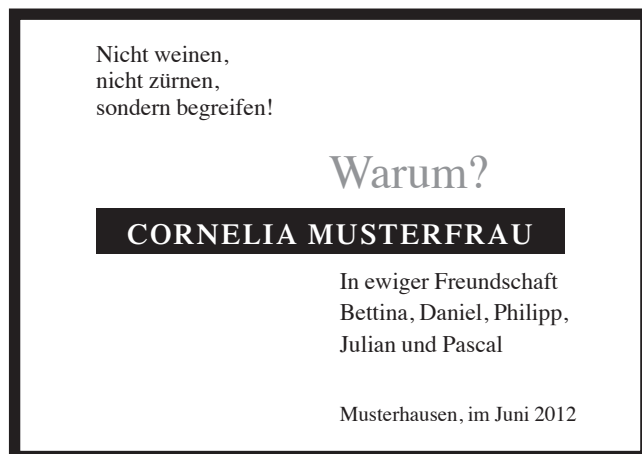 Nicht weinen,
nicht zürnen,
sondern begreifen!
Warum?
CORNELIA MUSTERFRAU
In ewiger Freundschaft
Bettina, Daniel, Philipp,
Julian und Pascal
Musterhausen, im Juni 2012